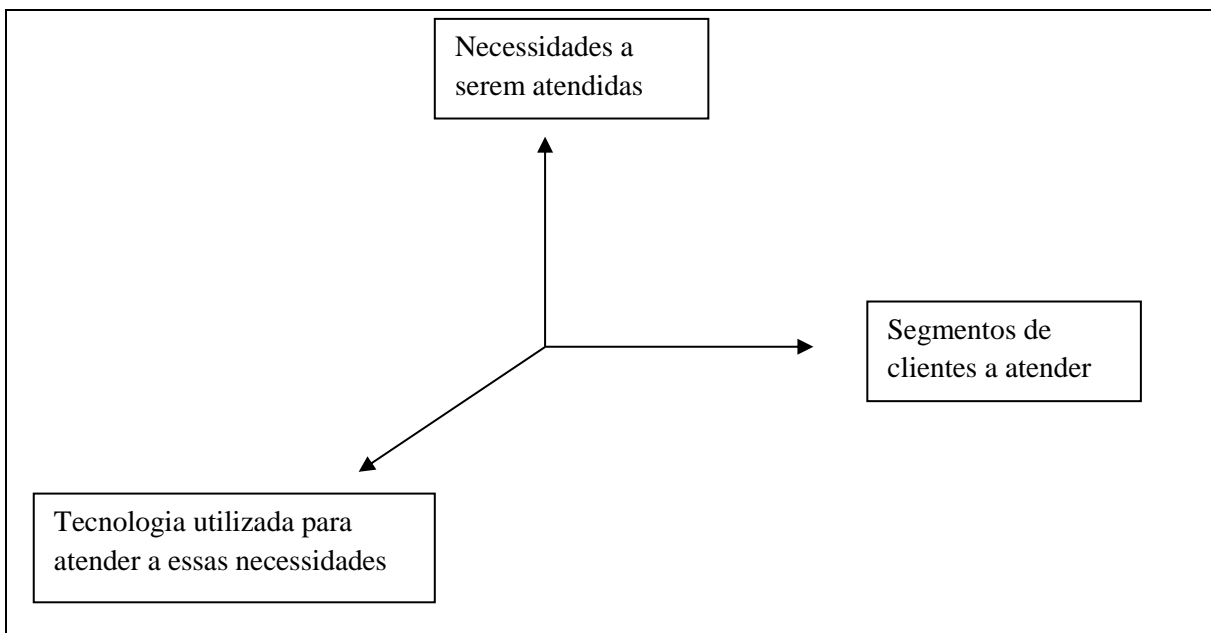 Necessidades a
serem atendidas
Segmentos de
clientes a atender
Tecnologia utilizada para
atender a essas necessidades